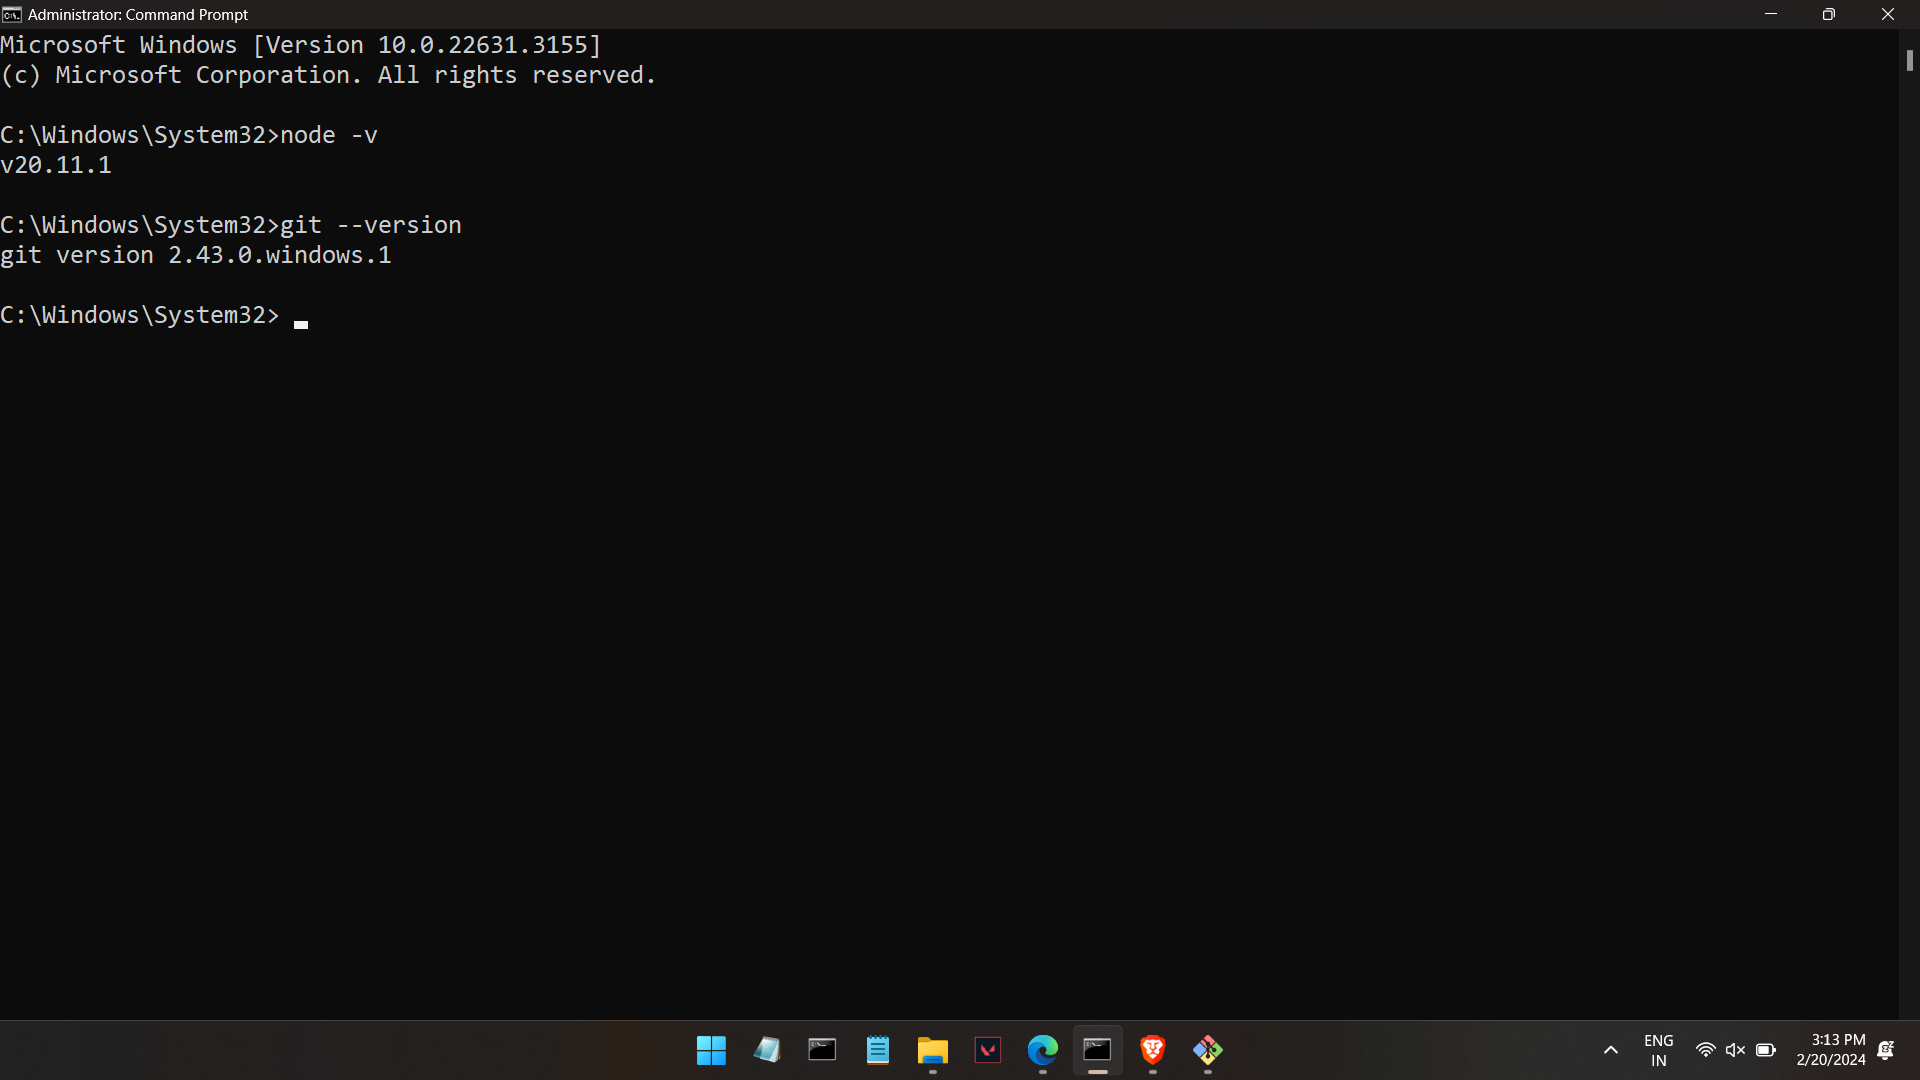 Administrator: Command Prompt
Microsoft Windows [Version 10.0.22631.3155]
(c) Microsoft Corporation. All rights reserved.
C:\Windows\System32>node -v
v20.11.1
C:\Windows\System32>git --version
git version 2.43.0.windows.1
C:\Windows\System32>
ENG
IN
3:13 PM
2/20/2024